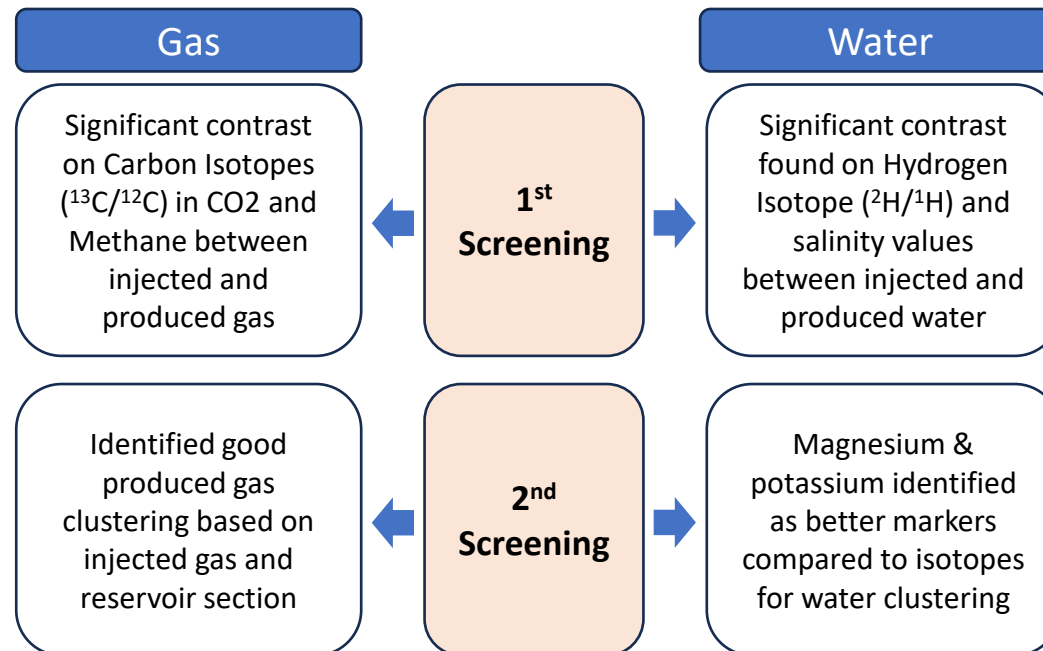 Gas
Water
Significant contrast
on Carbon Isotopes
(¹³C/¹²C) in CO2 and
Methane between
injected and
produced gas
1st
Screening
Significant contrast
found on Hydrogen
Isotope (²H/¹H) and
salinity values
between injected and
produced water
Identified good
produced gas
clustering based on
injected gas and
reservoir section
2nd
Screening
Magnesium &
potassium identified
as better markers
compared to isotopes
for water clustering